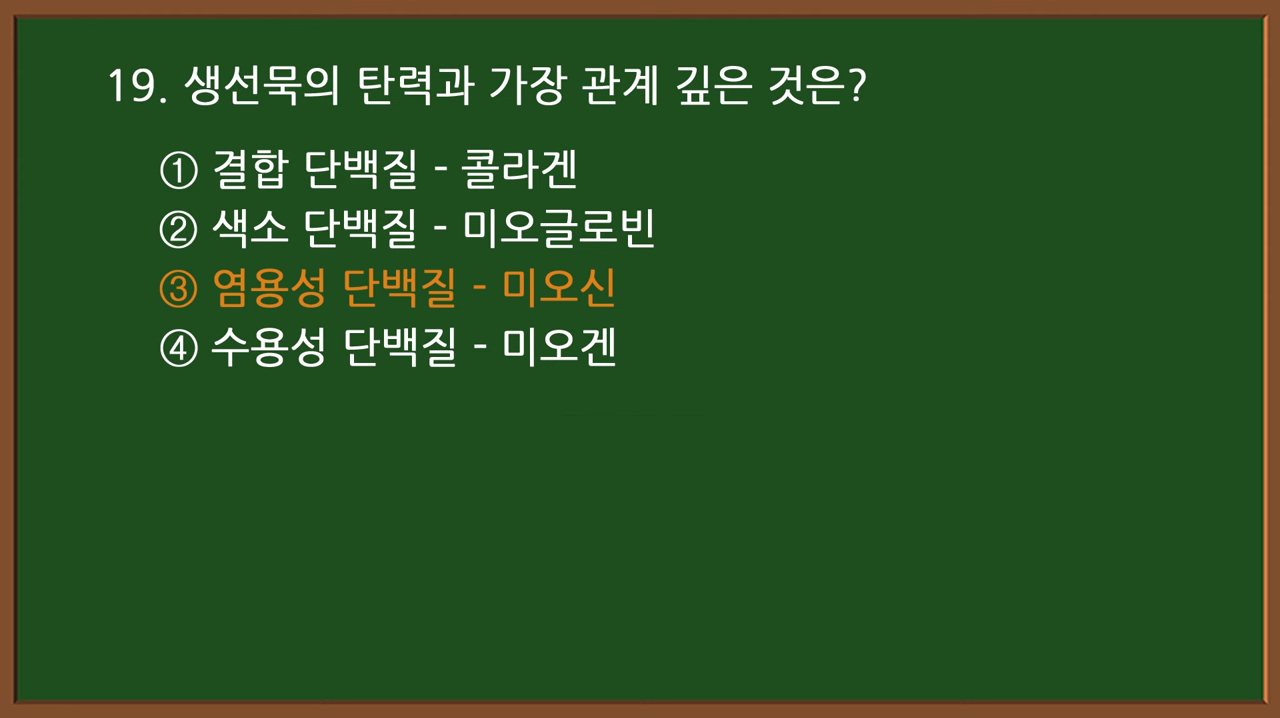 19. 생선묵의 탄력과 가장 관계 깊은 것은?
① 결합 단백질 - 콜라겐
② 색소 단백질 - 미오글로빈
③ 염용성 단백질 - 미오신
④ 수용성 단백질 - 미오겐